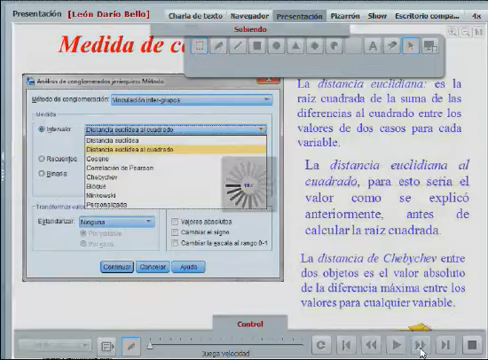 Presentación [León Darío Bello]
Charla de texto Navegador Presentación Pizarrón Show Escritorio compa... 4x
Subiendo
Medida de co
Análisis de conglomerados jerárquico: Método
Método de conglomeración: Vinculación inter-grupos
Medida
Intervalo: Distancia euclídea al cuadrado
Distancia euclídea
Distancia euclídea al cuadrado
Recuentos: Coseno
Correlación de Pearson
Chebychev
Binaria: Bloque
Minkowski
Personalizada
Transformar valor
Estandarizar: Ninguna
Por variable
Por caso
Valores absolutos
Cambiar el signo
Cambiar la escala al rango 0-1
Continuar Cancelar Ayuda
La distancia euclidiana: es la
raíz cuadrada de la suma de las
diferencias al cuadrado entre los
valores de dos casos para cada
variable.
La distancia euclidiana al
cuadrado, para esto sería el
valor como se explicó
anteriormente, antes de
calcular la raíz cuadrada.
La distancia de Chebychev entre
dos objetos es el valor absoluto
de la diferencia máxima entre los
valores para cualquier variable.
Control
Juega velocidad